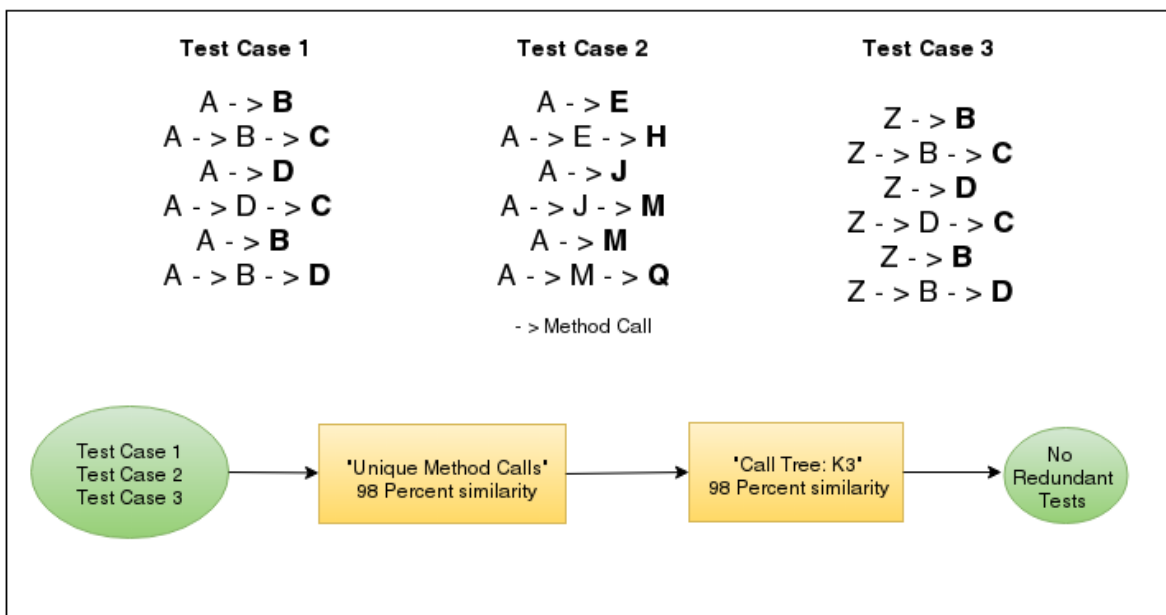 Test Case 1
A - > B
A - > B - > C
A - > D
A - > D - > C
A - > B
A - > B - > D
Test Case 2
A - > E
A - > E - > H
A - > J
A - > J - > M
A - > M
A - > M - > Q
- > Method Call
Test Case 3
Z - > B
Z - > B - > C
Z - > D
Z - > D - > C
Z - > B
Z - > B - > D
Test Case 1
Test Case 2
Test Case 3
"Unique Method Calls"
98 Percent similarity
"Call Tree: K3"
98 Percent similarity
No
Redundant
Tests